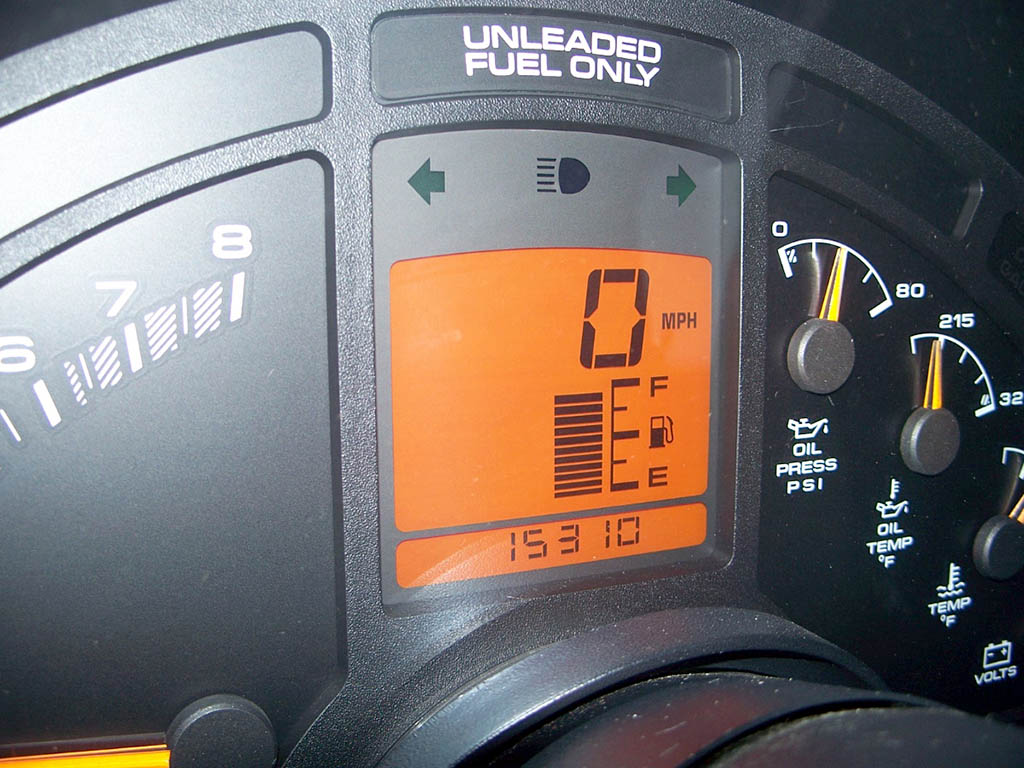 UNLEADED
FUEL ONLY
6 7 8
0 MPH
F
E
15310
0 80
OIL
PRESS
PSI
215
OIL
TEMP
°F
TEMP
°F
VOLTS